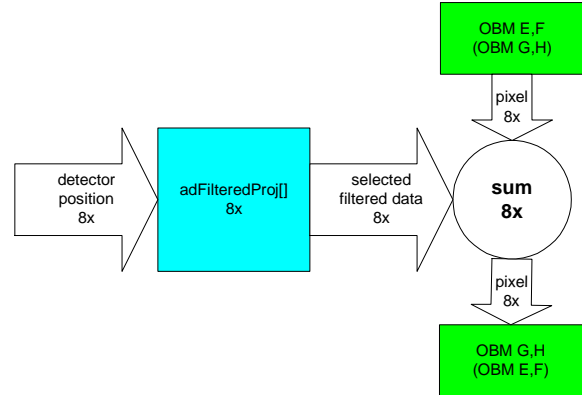 OBM E,F
(OBM G,H)
pixel
8x
detector
position
8x
adFilteredProj[]
8x
selected
filtered data
8x
sum
8x
pixel
8x
OBM G,H
(OBM E,F)